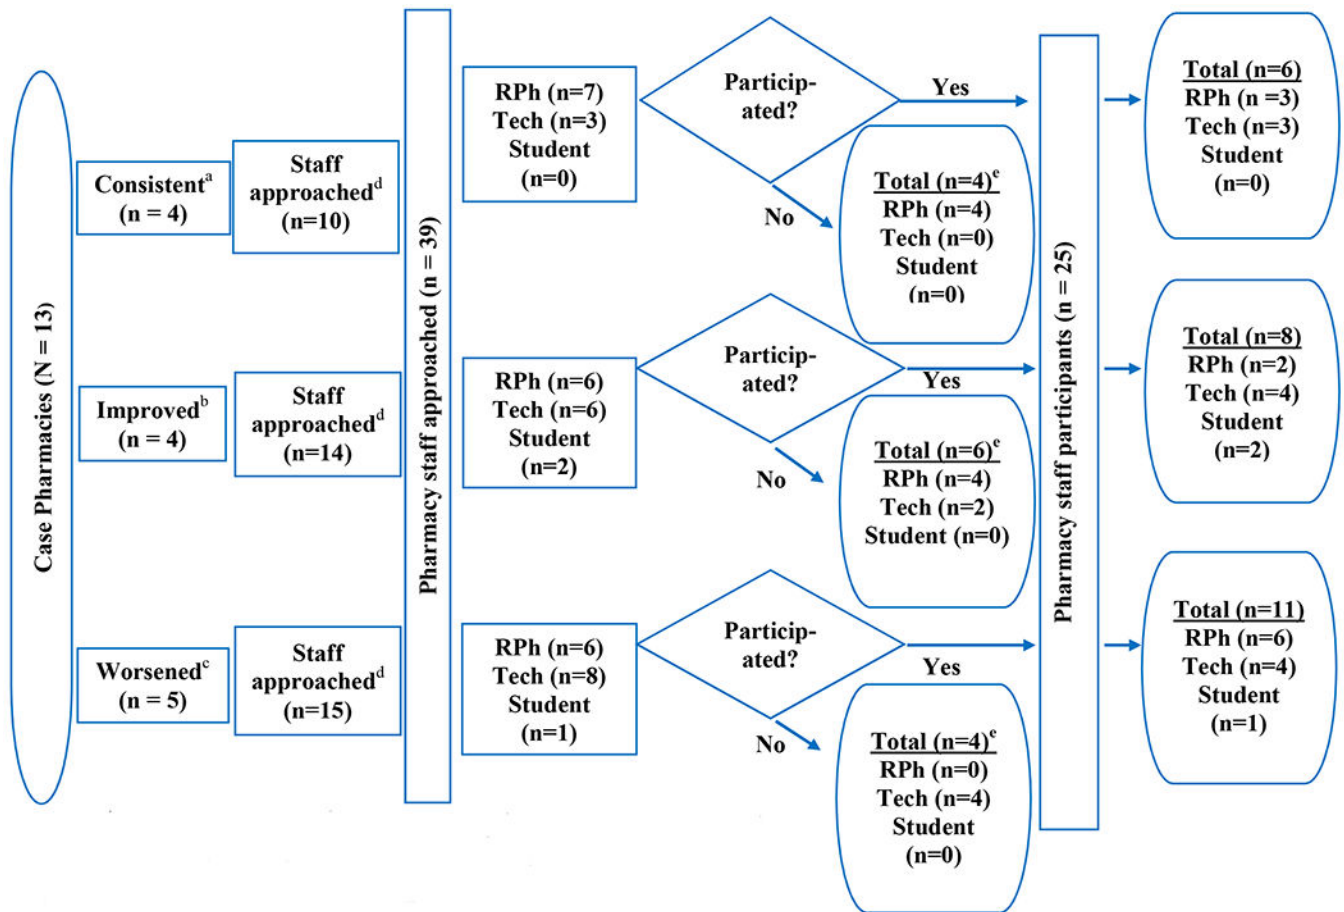 Case Pharmacies (N = 13)
Consistentᵃ
(n = 4)
Staff
approachedᵈ
(n=10)
Improvedᵇ
(n = 4)
Staff
approachedᵈ
(n=14)
Worsenedᶜ
(n = 5)
Staff
approachedᵈ
(n=15)
Pharmacy staff approached (n = 39)
RPh (n=7)
Tech (n=3)
Student
(n=0)
Particip-
ated?
Yes
No
Total (n=4)ᵉ
RPh (n=4)
Tech (n=0)
Student
(n=0)
RPh (n=6)
Tech (n=6)
Student
(n=2)
Particip-
ated?
Yes
No
Total (n=6)ᵉ
RPh (n=4)
Tech (n=2)
Student (n=0)
RPh (n=6)
Tech (n=8)
Student
(n=1)
Particip-
ated?
Yes
No
Total (n=4)ᵉ
RPh (n=0)
Tech (n=4)
Student
(n=0)
Pharmacy staff participants (n = 25)
Total (n=6)
RPh (n =3)
Tech (n=3)
Student
(n=0)
Total (n=8)
RPh (n=2)
Tech (n=4)
Student
(n=2)
Total (n=11)
RPh (n=6)
Tech (n=4)
Student
(n=1)